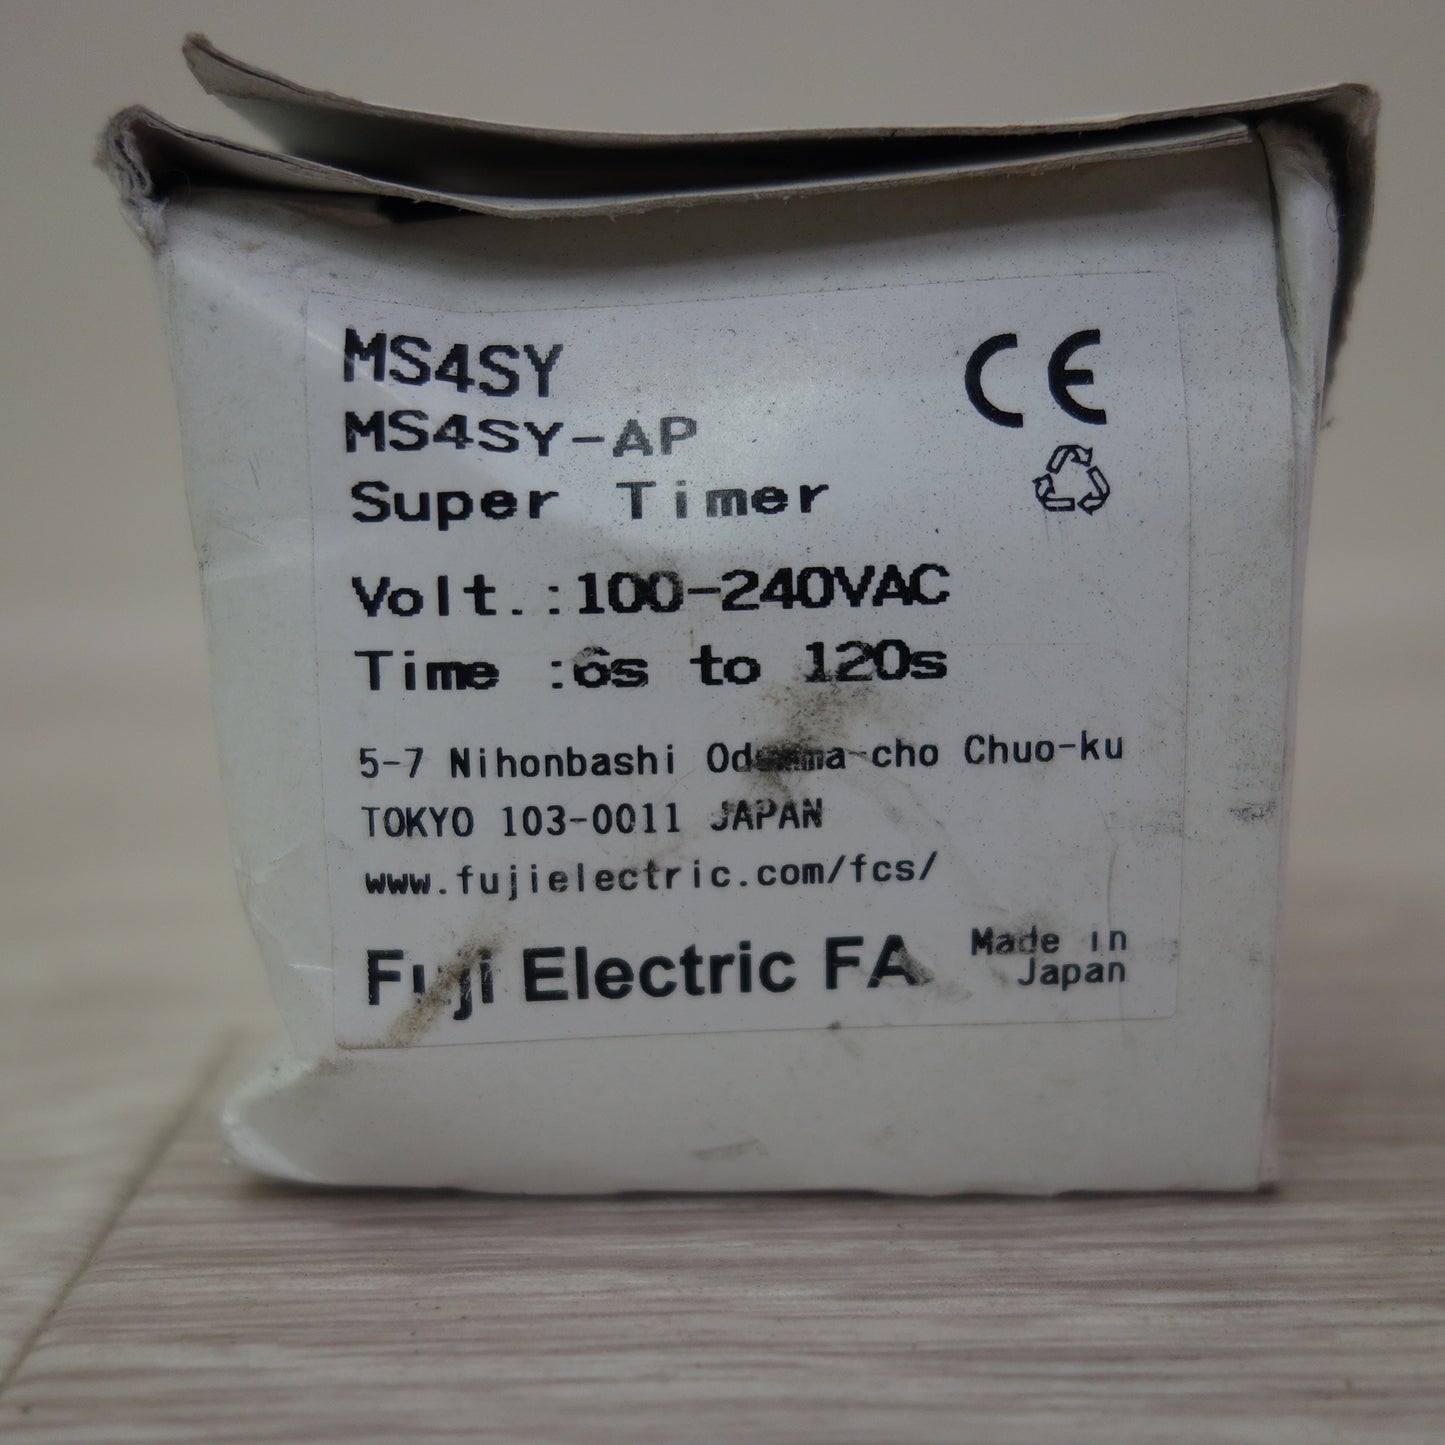 MS4SY
MS4SY-AP
Super Timer
Volt.:100-240VAC
Time :6s to 120s
5-7 Nihonbashi cho Chuo-ku
TOKYO 103-0011 JAPAN
www.fujielectric.com/fcs/
Fuji Electric FA
Made in
Japan
CE